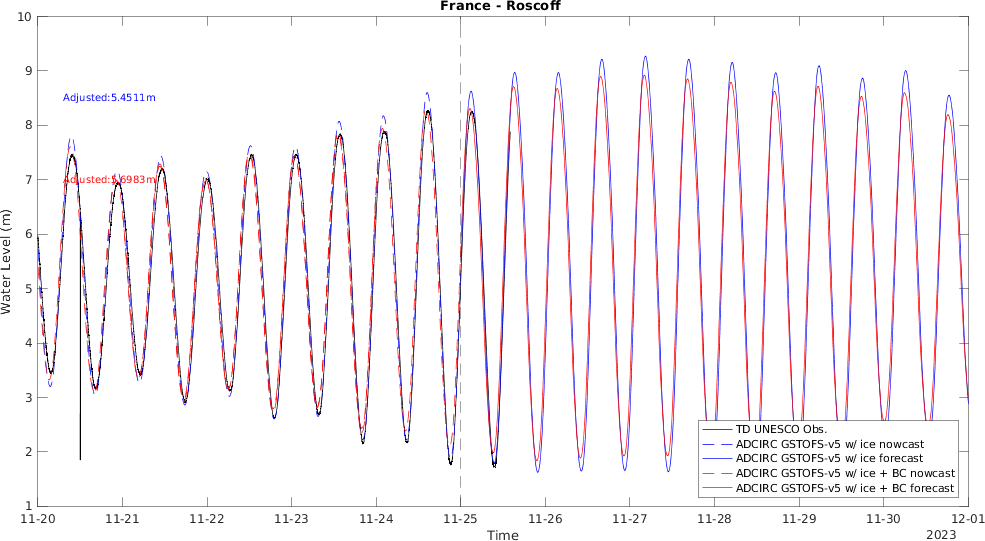 France - Roscoff
Water Level (m)
10
9
8
7
6
5
4
3
2
1
Adjusted:5.4511m
Adjusted:5.6983m
TD UNESCO Obs.
ADCIRC GSTOFS-v5 w/ ice nowcast
ADCIRC GSTOFS-v5 w/ ice forecast
ADCIRC GSTOFS-v5 w/ ice + BC nowcast
ADCIRC GSTOFS-v5 w/ ice + BC forecast
11-20 11-21 11-22 11-23 11-24 11-25 11-26 11-27 11-28 11-29 11-30 12-01
Time
2023